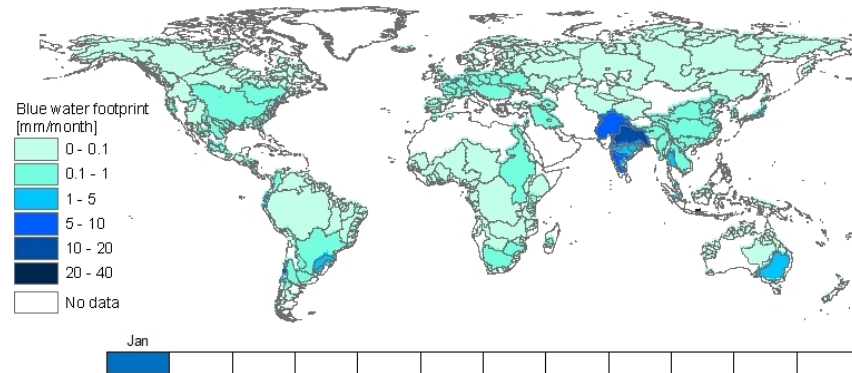 Blue water footprint
[mm/month]
0 - 0.1
0.1 - 1
1 - 5
5 - 10
10 - 20
20 - 40
No data
Jan